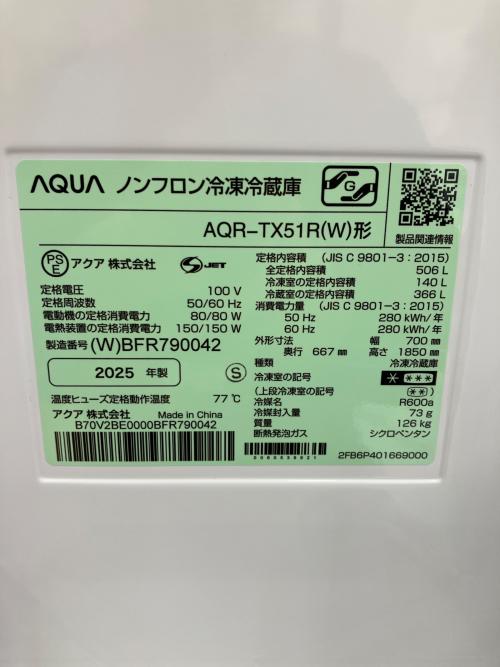 AQUA ノンフロン冷凍冷蔵庫
G
AQR-TX51R(W)形
製品関連情報
PS
E
アクア 株式会社
S JET
定格電圧 100 V
定格周波数 50/60 Hz
電動機の定格消費電力 80/80 W
電熱装置の定格消費電力 150/150 W
製造番号 (W)BFR790042
2025 年製
S
温度ヒューズ定格動作温度 77 ℃
アクア 株式会社 Made in China
B70V2BE0000BFR790042
定格内容積 (JIS C 9801-3 : 2015)
全定格内容積 506 L
冷凍室の定格内容積 140 L
冷蔵室の定格内容積 366 L
消費電力量 (JIS C 9801-3 : 2015)
50 Hz 280 kWh/年
60 Hz 280 kWh/年
外形寸法 幅 700 mm
奥行 667 mm 高さ 1850 mm
種類 冷凍冷蔵庫
冷凍室の記号 * ***
(上段冷凍室の記号) (**)
冷媒名 R600a
冷媒封入量 73 g
質量 126 kg
断熱発泡ガス シクロペンタン
2FB6P401669000